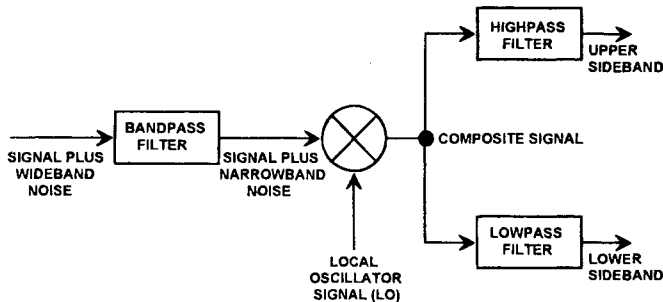 HIGHPASS
FILTER
UPPER
SIDEBAND
BANDPASS
FILTER
SIGNAL PLUS
WIDEBAND
NOISE
SIGNAL PLUS
NARROWBAND
NOISE
COMPOSITE SIGNAL
LOCAL
OSCILLATOR
SIGNAL (LO)
LOWPASS
FILTER
LOWER
SIDEBAND